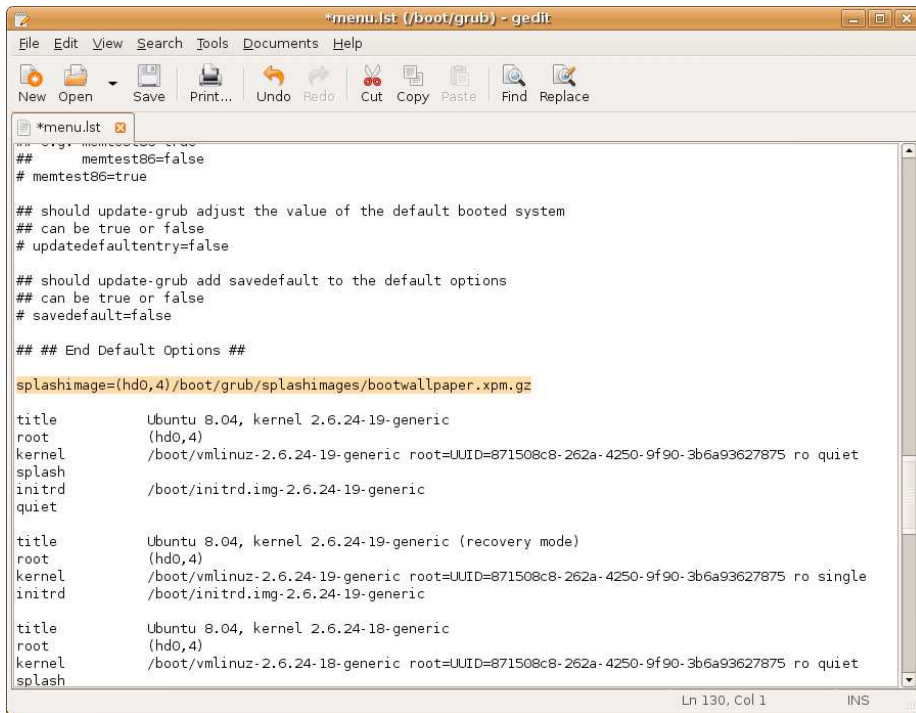 *menu.lst (/boot/grub) - gedit
File Edit View Search Tools Documents Help
New Open Save Print... Undo Redo Cut Copy Paste Find Replace
*menu.lst
## e.g. memtest86=true
##      memtest86=false
# memtest86=true
## should update-grub adjust the value of the default booted system
## can be true or false
# updatedefaultentry=false
## should update-grub add savedefault to the default options
## can be true or false
# savedefault=false
## ## End Default Options ##
splashimage=(hd0,4)/boot/grub/splashimages/bootwallpaper.xpm.gz
title Ubuntu 8.04, kernel 2.6.24-19-generic
root (hd0,4)
kernel /boot/vmlinuz-2.6.24-19-generic root=UUID=871508c8-262a-4250-9f90-3b6a93627875 ro quiet
splash
initrd /boot/initrd.img-2.6.24-19-generic
quiet
title Ubuntu 8.04, kernel 2.6.24-19-generic (recovery mode)
root (hd0,4)
kernel /boot/vmlinuz-2.6.24-19-generic root=UUID=871508c8-262a-4250-9f90-3b6a93627875 ro single
initrd /boot/initrd.img-2.6.24-19-generic
title Ubuntu 8.04, kernel 2.6.24-18-generic
root (hd0,4)
kernel /boot/vmlinuz-2.6.24-18-generic root=UUID=871508c8-262a-4250-9f90-3b6a93627875 ro quiet
splash
Ln 130, Col 1 INS